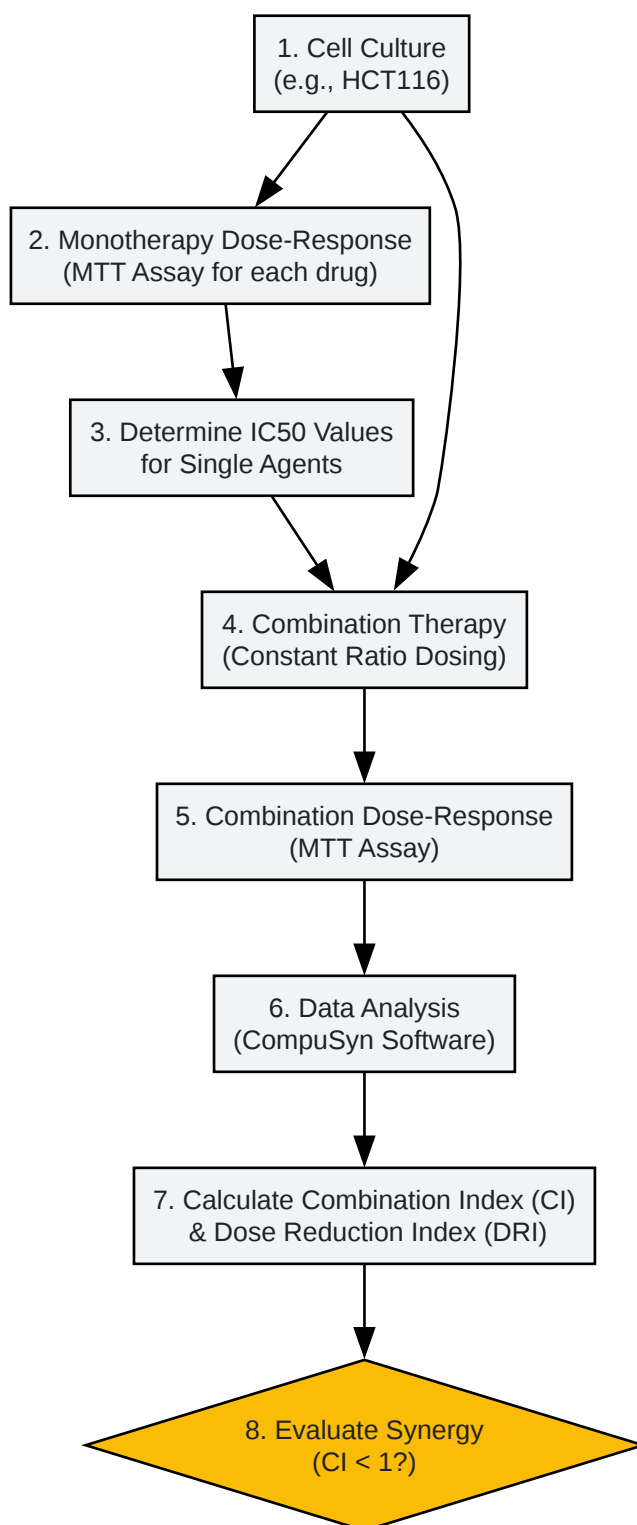 1. Cell Culture
(e.g., HCT116)
2. Monotherapy Dose-Response
(MTT Assay for each drug)
3. Determine IC50 Values
for Single Agents
4. Combination Therapy
(Constant Ratio Dosing)
5. Combination Dose-Response
(MTT Assay)
6. Data Analysis
(CompuSyn Software)
7. Calculate Combination Index (CI)
& Dose Reduction Index (DRI)
8. Evaluate Synergy
(CI < 1?)